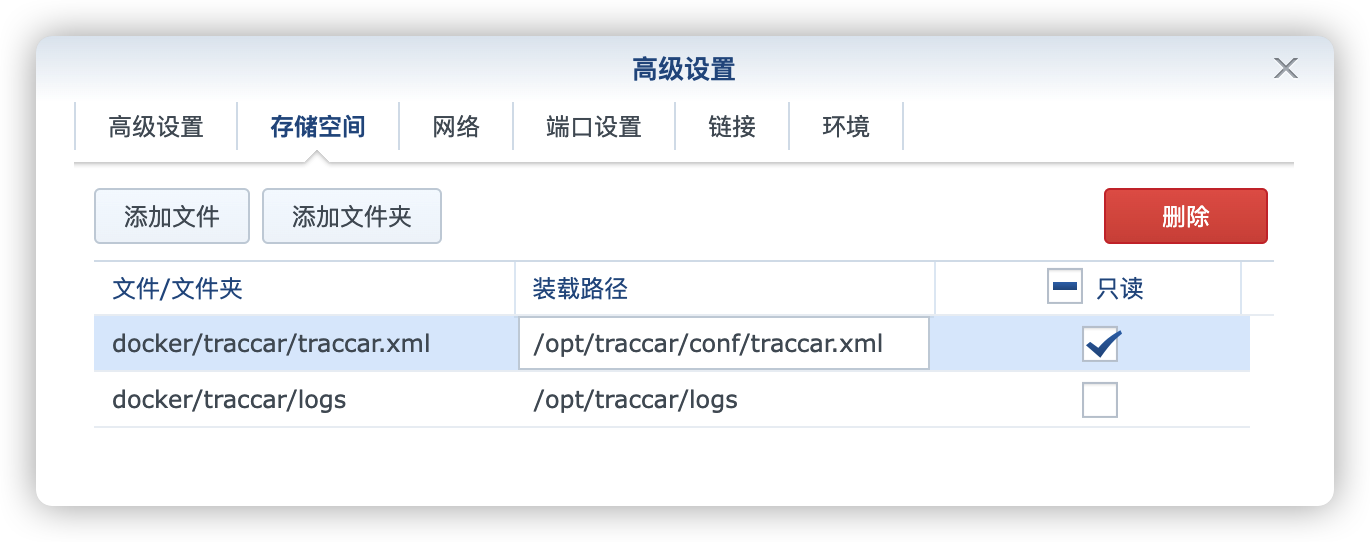 高级设置
高级设置 存储空间 网络 端口设置 链接 环境
添加文件 添加文件夹 删除
文件/文件夹 装载路径 只读
docker/traccar/traccar.xml /opt/traccar/conf/traccar.xml
docker/traccar/logs /opt/traccar/logs